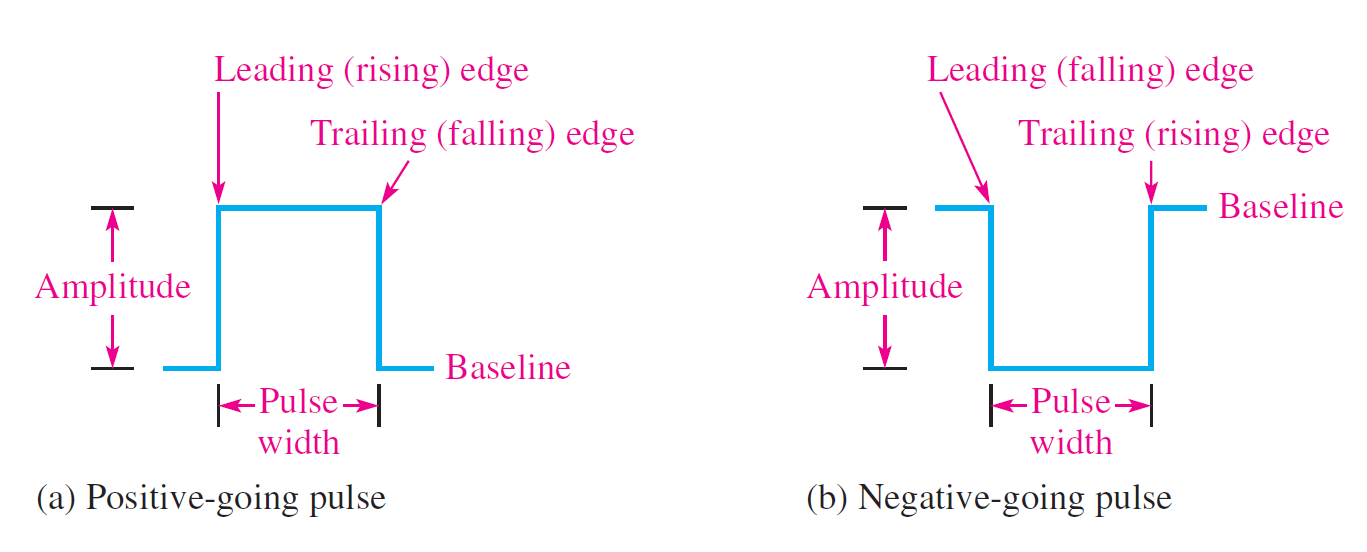 Leading (rising) edge
Trailing (falling) edge
Amplitude
Baseline
Pulse
width
(a) Positive-going pulse
Leading (falling) edge
Trailing (rising) edge
Baseline
Amplitude
Pulse
width
(b) Negative-going pulse